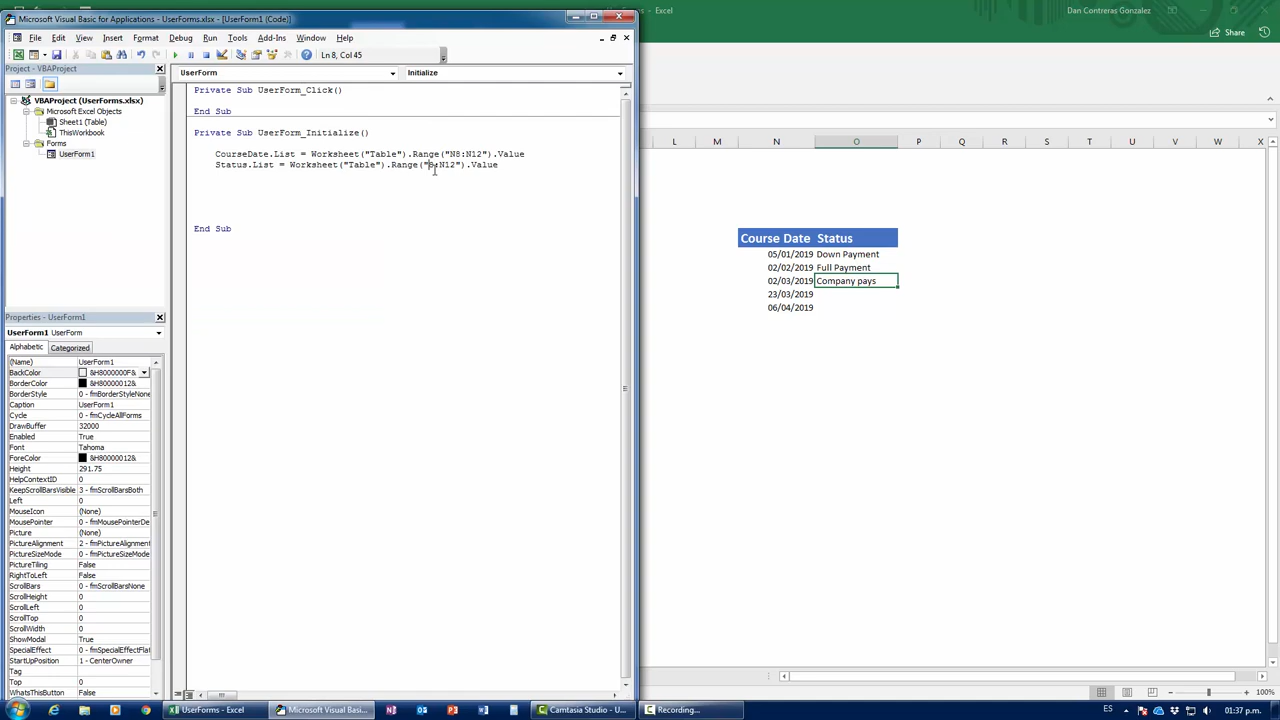 Microsoft Visual Basic for Applications - UserForms.xlsx - [UserForm1 (Code)]
Excel
Dan Contreras Gonzalez
File Edit View Insert Format Debug Run Tools Add-Ins Window Help
Share
Ln 8, Col 45
Project - VBAProject
UserForm
Initialize
VBAProject (UserForms.xlsx)
Microsoft Excel Objects
Sheet1 (Table)
ThisWorkbook
Forms
UserForm1
Private Sub UserForm_Click()
End Sub
Private Sub UserForm_Initialize()
CourseDate.List = Worksheet("Table").Range("N8:N12").Value
Status.List = Worksheet("Table").Range("8:N12").Value
End Sub
L M N O P Q R S T U V W X
Course Date Status
05/01/2019 Down Payment
02/02/2019 Full Payment
02/03/2019 Company pays
23/03/2019
06/04/2019
Properties - UserForm1
UserForm1 UserForm
Alphabetic Categorized
(Name) UserForm1
BackColor &H8000000F&
BorderColor &H80000012&
BorderStyle 0 - fmBorderStyleNone
Caption UserForm1
Cycle 0 - fmCycleAllForms
DrawBuffer 32000
Enabled True
Font Tahoma
ForeColor &H80000012&
Height 291.75
HelpContextID 0
KeepScrollBarsVisible 3 - fmScrollBarsBoth
Left 0
MouseIcon (None)
MousePointer 0 - fmMousePointerDe
Picture (None)
PictureAlignment 2 - fmPictureAlignment
PictureSizeMode 0 - fmPictureSizeMode
PictureTiling False
RightToLeft False
ScrollBars 0 - fmScrollBarsNone
ScrollHeight 0
ScrollLeft 0
ScrollTop 0
ScrollWidth 0
ShowModal True
SpecialEffect 0 - fmSpecialEffectFlat
StartUpPosition 1 - CenterOwner
Tag
Top 0
WhatsThisButton False
100%
UserForms - Excel
Microsoft Visual Basi...
Camtasia Studio - U...
Recording...
ES
01:37 p.m.